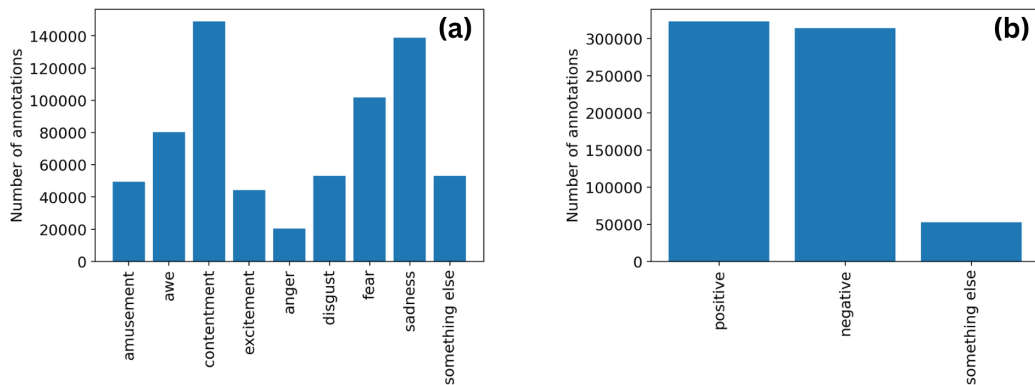 (a)
Number of annotations
140000
120000
100000
80000
60000
40000
20000
0
amusement
awe
contentment
excitement
anger
disgust
fear
sadness
something else
(b)
Number of annotations
300000
250000
200000
150000
100000
50000
0
positive
negative
something else